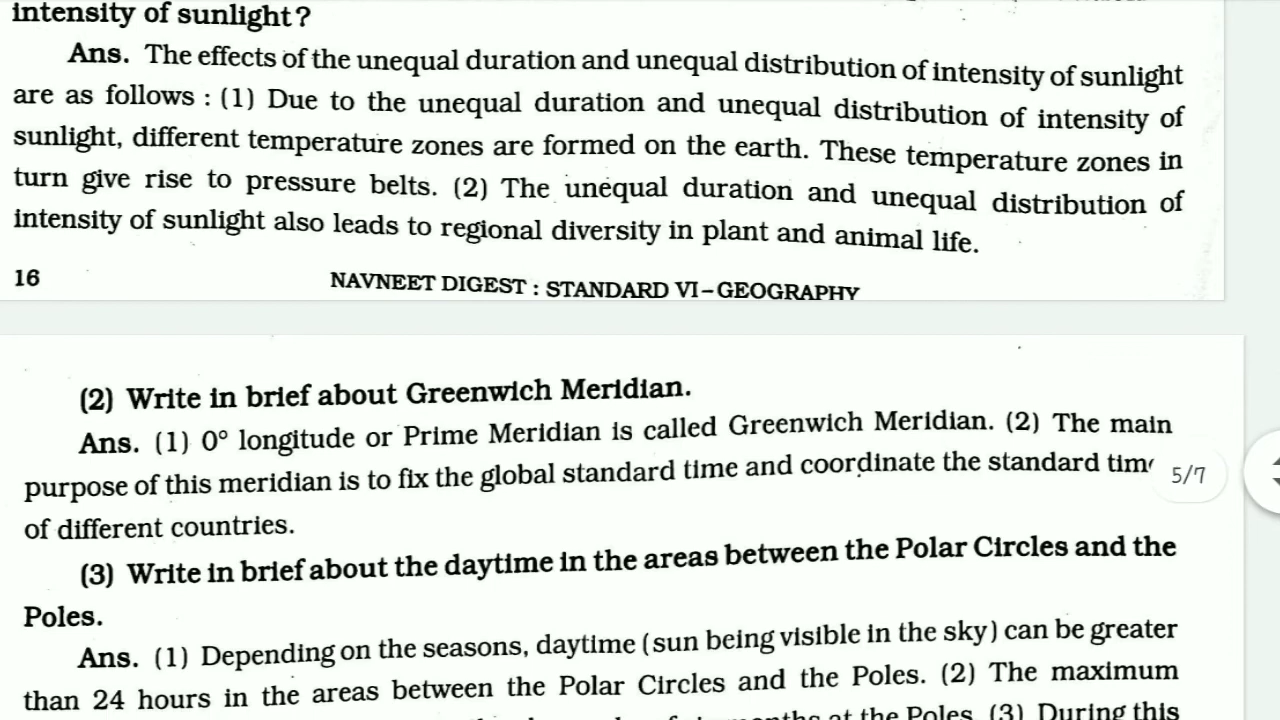 intensity of sunlight?
Ans. The effects of the unequal duration and unequal distribution of intensity of sunlight
are as follows : (1) Due to the unequal duration and unequal distribution of intensity of
sunlight, different temperature zones are formed on the earth. These temperature zones in
turn give rise to pressure belts. (2) The unequal duration and unequal distribution of
intensity of sunlight also leads to regional diversity in plant and animal life.
16 NAVNEET DIGEST : STANDARD VI – GEOGRAPHY
(2) Write in brief about Greenwich Meridian.
Ans. (1) 0° longitude or Prime Meridian is called Greenwich Meridian. (2) The main
purpose of this meridian is to fix the global standard time and coordinate the standard time
5/7
of different countries.
(3) Write in brief about the daytime in the areas between the Polar Circles and the
Poles.
Ans. (1) Depending on the seasons, daytime (sun being visible in the sky) can be greater
than 24 hours in the areas between the Polar Circles and the Poles. (2) The maximum
at the Poles. (3) During this